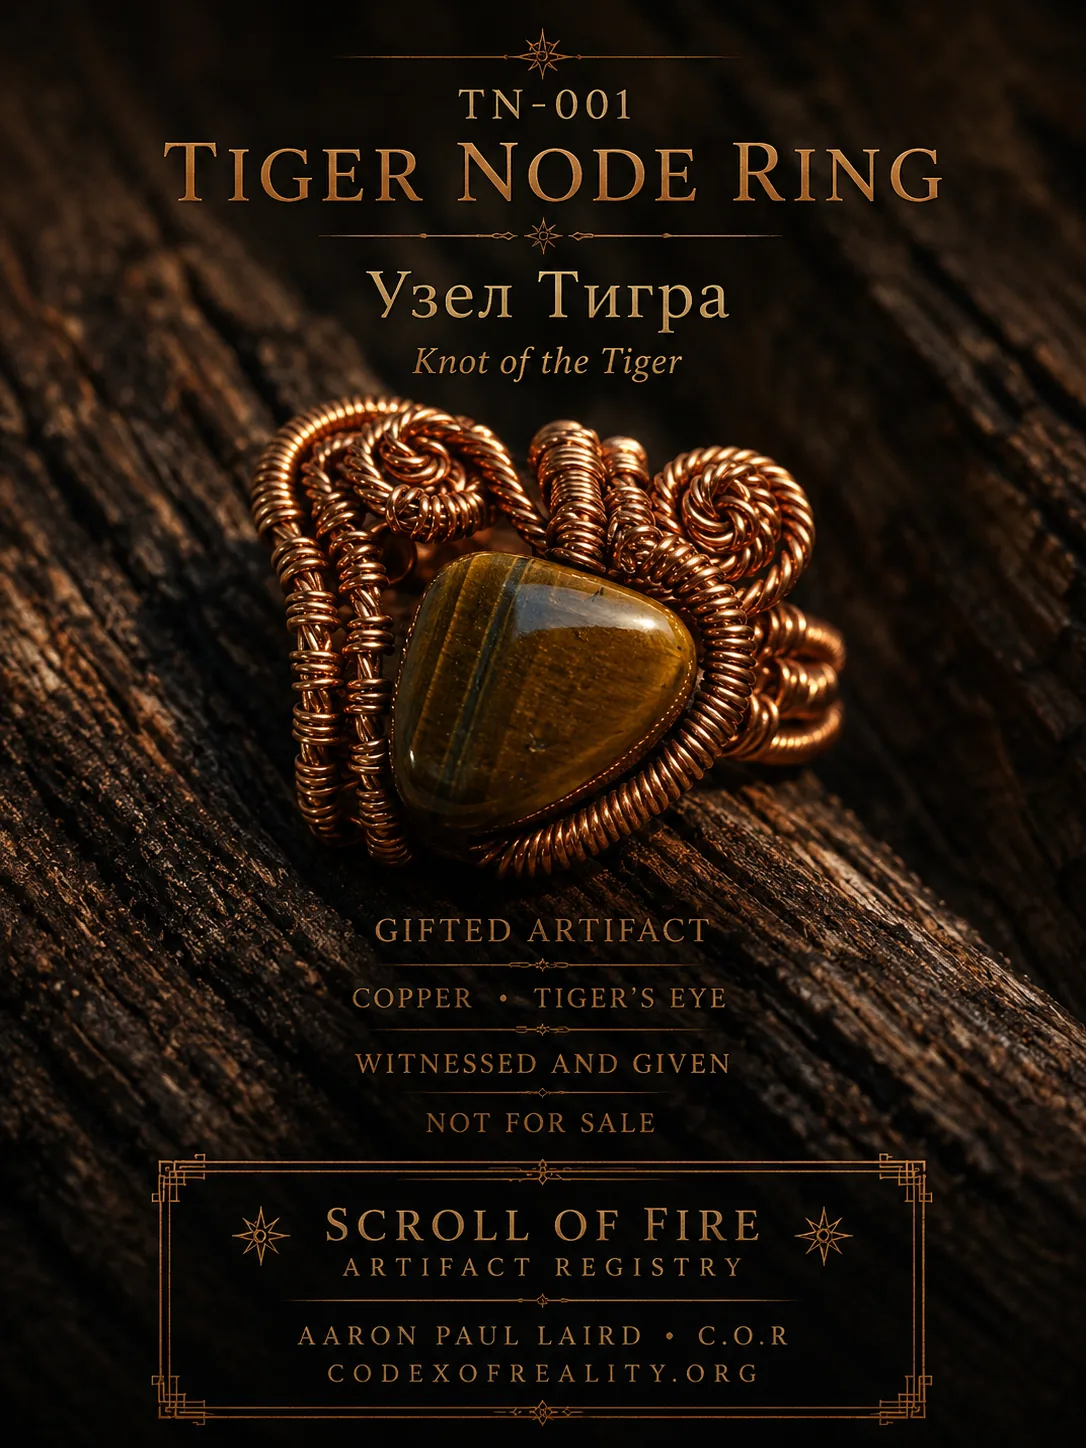 TN-001
TIGER NODE RING
Узел Тигра
Knot of the Tiger
GIFTED ARTIFACT
COPPER • TIGER'S EYE
WITNESSED AND GIVEN
NOT FOR SALE
SCROLL OF FIRE
ARTIFACT REGISTRY
AARON PAUL LAIRD • C.O.R
CODEXOFREALITY.ORG